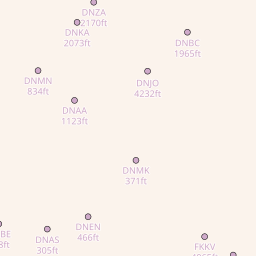 DNZA
2170ft
DNKA
2073ft
DNBC
1965ft
DNMN
834ft
DNJO
4232ft
DNAA
1123ft
DNMK
371ft
DNEN
466ft
DNAS
305ft
FKKV